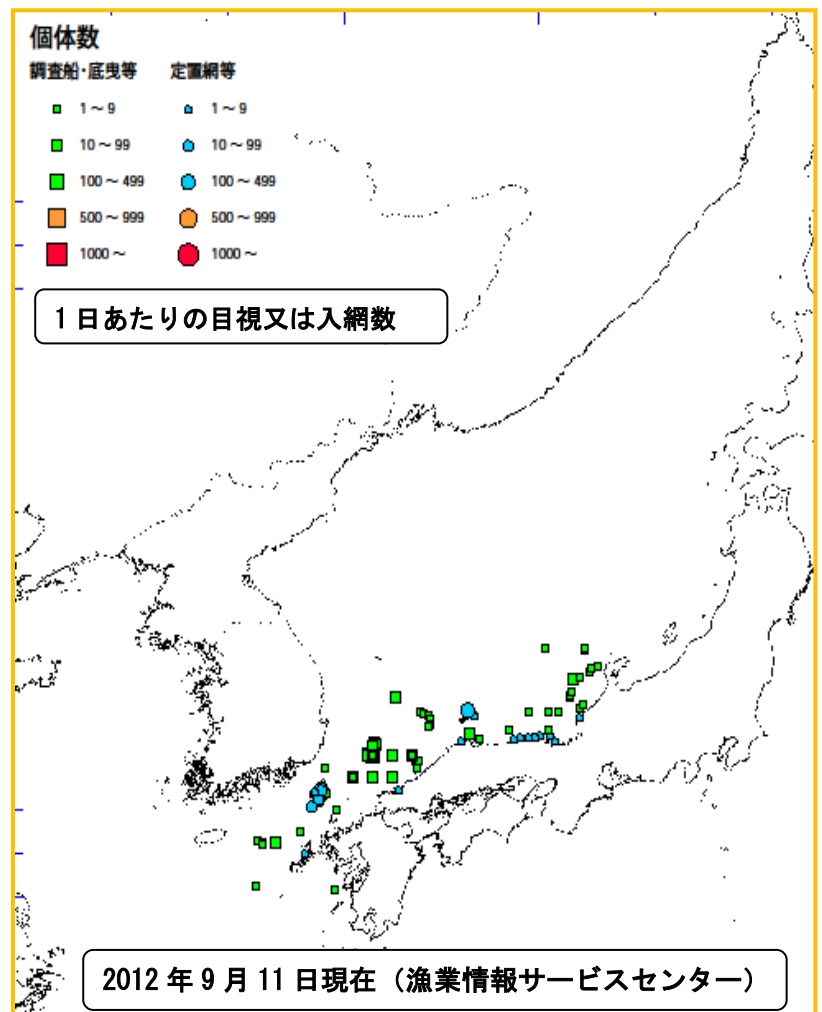 個体数
調査船・底曳等 定置網等
1～9 1～9
10～99 10～99
100～499 100～499
500～999 500～999
1000～ 1000～
1日あたりの目視又は入網数
2012年9月11日現在（漁業情報サービスセンター）